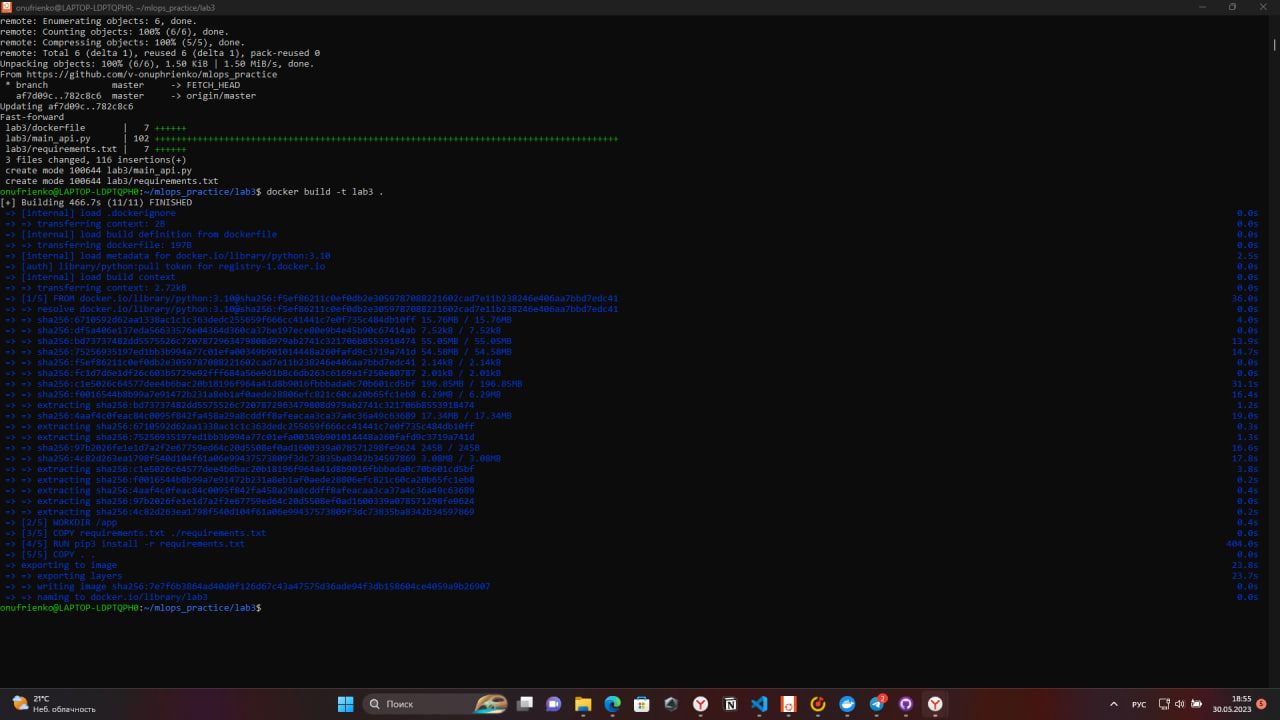 onufrienko@LAPTOP-LDPTQPH0: ~/mlops_practice/lab3
remote: Enumerating objects: 6, done.
remote: Counting objects: 100% (6/6), done.
remote: Compressing objects: 100% (5/5), done.
remote: Total 6 (delta 1), reused 6 (delta 1), pack-reused 0
Unpacking objects: 100% (6/6), 1.50 KiB | 1.50 MiB/s, done.
From https://github.com/v-onuphrienko/mlops_practice
 * branch            master     -> FETCH_HEAD
   af7d09c..782c8c6  master     -> origin/master
Updating af7d09c..782c8c6
Fast-forward
 lab3/dockerfile       |   7 ++++++
 lab3/main_api.py      | 102 +++++++++++++++++++++++++++++++++++++++++++++++++++++++++++++++++++++++++++++++++++++++
 lab3/requirements.txt |   7 ++++++
 3 files changed, 116 insertions(+)
 create mode 100644 lab3/main_api.py
 create mode 100644 lab3/requirements.txt
onufrienko@LAPTOP-LDPTQPH0:~/mlops_practice/lab3$ docker build -t lab3 .
[+] Building 466.7s (11/11) FINISHED
 => [internal] load .dockerignore 0.0s
 => => transferring context: 2B 0.0s
 => [internal] load build definition from dockerfile 0.0s
 => => transferring dockerfile: 197B 0.0s
 => [internal] load metadata for docker.io/library/python:3.10 2.5s
 => [auth] library/python:pull token for registry-1.docker.io 0.0s
 => [internal] load build context 0.0s
 => => transferring context: 2.72kB 0.0s
 => [1/5] FROM docker.io/library/python:3.10@sha256:f5ef86211c0ef0db2e3059787088221602cad7e11b238246e406aa7bbd7edc41 36.0s
 => => resolve docker.io/library/python:3.10@sha256:f5ef86211c0ef0db2e3059787088221602cad7e11b238246e406aa7bbd7edc41 0.0s
 => => sha256:6710592d62aa1338ac1c1c363dedc255659f666cc41441c7e0f735c484db10ff 15.76MB / 15.76MB 4.0s
 => => sha256:df5a406e137eda56633576e04364d360ca37be197ece80e9b4e45b90c67414ab 7.52kB / 7.52kB 0.0s
 => => sha256:bd73737482dd5575526c7207872963479808d979ab2741c321706b8553918474 55.05MB / 55.05MB 13.9s
 => => sha256:75256935197ed1bb3b994a77c01efa00349b901014448a260fafd9c3719a741d 54.58MB / 54.58MB 14.7s
 => => sha256:f5ef86211c0ef0db2e3059787088221602cad7e11b238246e406aa7bbd7edc41 2.14kB / 2.14kB 0.0s
 => => sha256:fc1d7d6e1df26c603b5729e92fff684a56e9d1b8c6db263c6169a1f250e80787 2.01kB / 2.01kB 0.0s
 => => sha256:c1e5026c64577dee4b6bac20b18196f964a41d8b9016fbbbada0c70b601cd5bf 196.85MB / 196.85MB 31.1s
 => => sha256:f0016544b8b99a7e91472b231a8eb1af0aede28806efc821c60ca20b65fc1eb8 6.29MB / 6.29MB 16.4s
 => => extracting sha256:bd73737482dd5575526c7207872963479808d979ab2741c321706b8553918474 1.2s
 => => sha256:4aaf4c0feac84c0095f842fa458a29a8cddff8afeacaa3ca37a4c36a49c63689 17.34MB / 17.34MB 19.0s
 => => extracting sha256:6710592d62aa1338ac1c1c363dedc255659f666cc41441c7e0f735c484db10ff 0.3s
 => => extracting sha256:75256935197ed1bb3b994a77c01efa00349b901014448a260fafd9c3719a741d 1.3s
 => => sha256:97b2026fe1e1d7a2f2e67759ed64c20d5508ef0ad1600339a078571298fe9624 245B / 245B 16.6s
 => => sha256:4c82d263ea1798f540d104f61a06e99437573809f3dc73835ba8342b34597869 3.08MB / 3.08MB 17.8s
 => => extracting sha256:c1e5026c64577dee4b6bac20b18196f964a41d8b9016fbbbada0c70b601cd5bf 3.8s
 => => extracting sha256:f0016544b8b99a7e91472b231a8eb1af0aede28806efc821c60ca20b65fc1eb8 0.2s
 => => extracting sha256:4aaf4c0feac84c0095f842fa458a29a8cddff8afeacaa3ca37a4c36a49c63689 0.4s
 => => extracting sha256:97b2026fe1e1d7a2f2e67759ed64c20d5508ef0ad1600339a078571298fe9624 0.0s
 => => extracting sha256:4c82d263ea1798f540d104f61a06e99437573809f3dc73835ba8342b34597869 0.2s
 => [2/5] WORKDIR /app 0.4s
 => [3/5] COPY requirements.txt ./requirements.txt 0.0s
 => [4/5] RUN pip3 install -r requirements.txt 404.0s
 => [5/5] COPY . . 0.0s
 => exporting to image 23.8s
 => => exporting layers 23.7s
 => => writing image sha256:7e7f6b3864ad40d0f126d67c43a47575d36ade94f3db158604ce4059a9b26907 0.0s
 => => naming to docker.io/library/lab3 0.0s
onufrienko@LAPTOP-LDPTQPH0:~/mlops_practice/lab3$
21°C
Неб. облачность
Поиск
2
РУС
18:55
30.05.2023
5